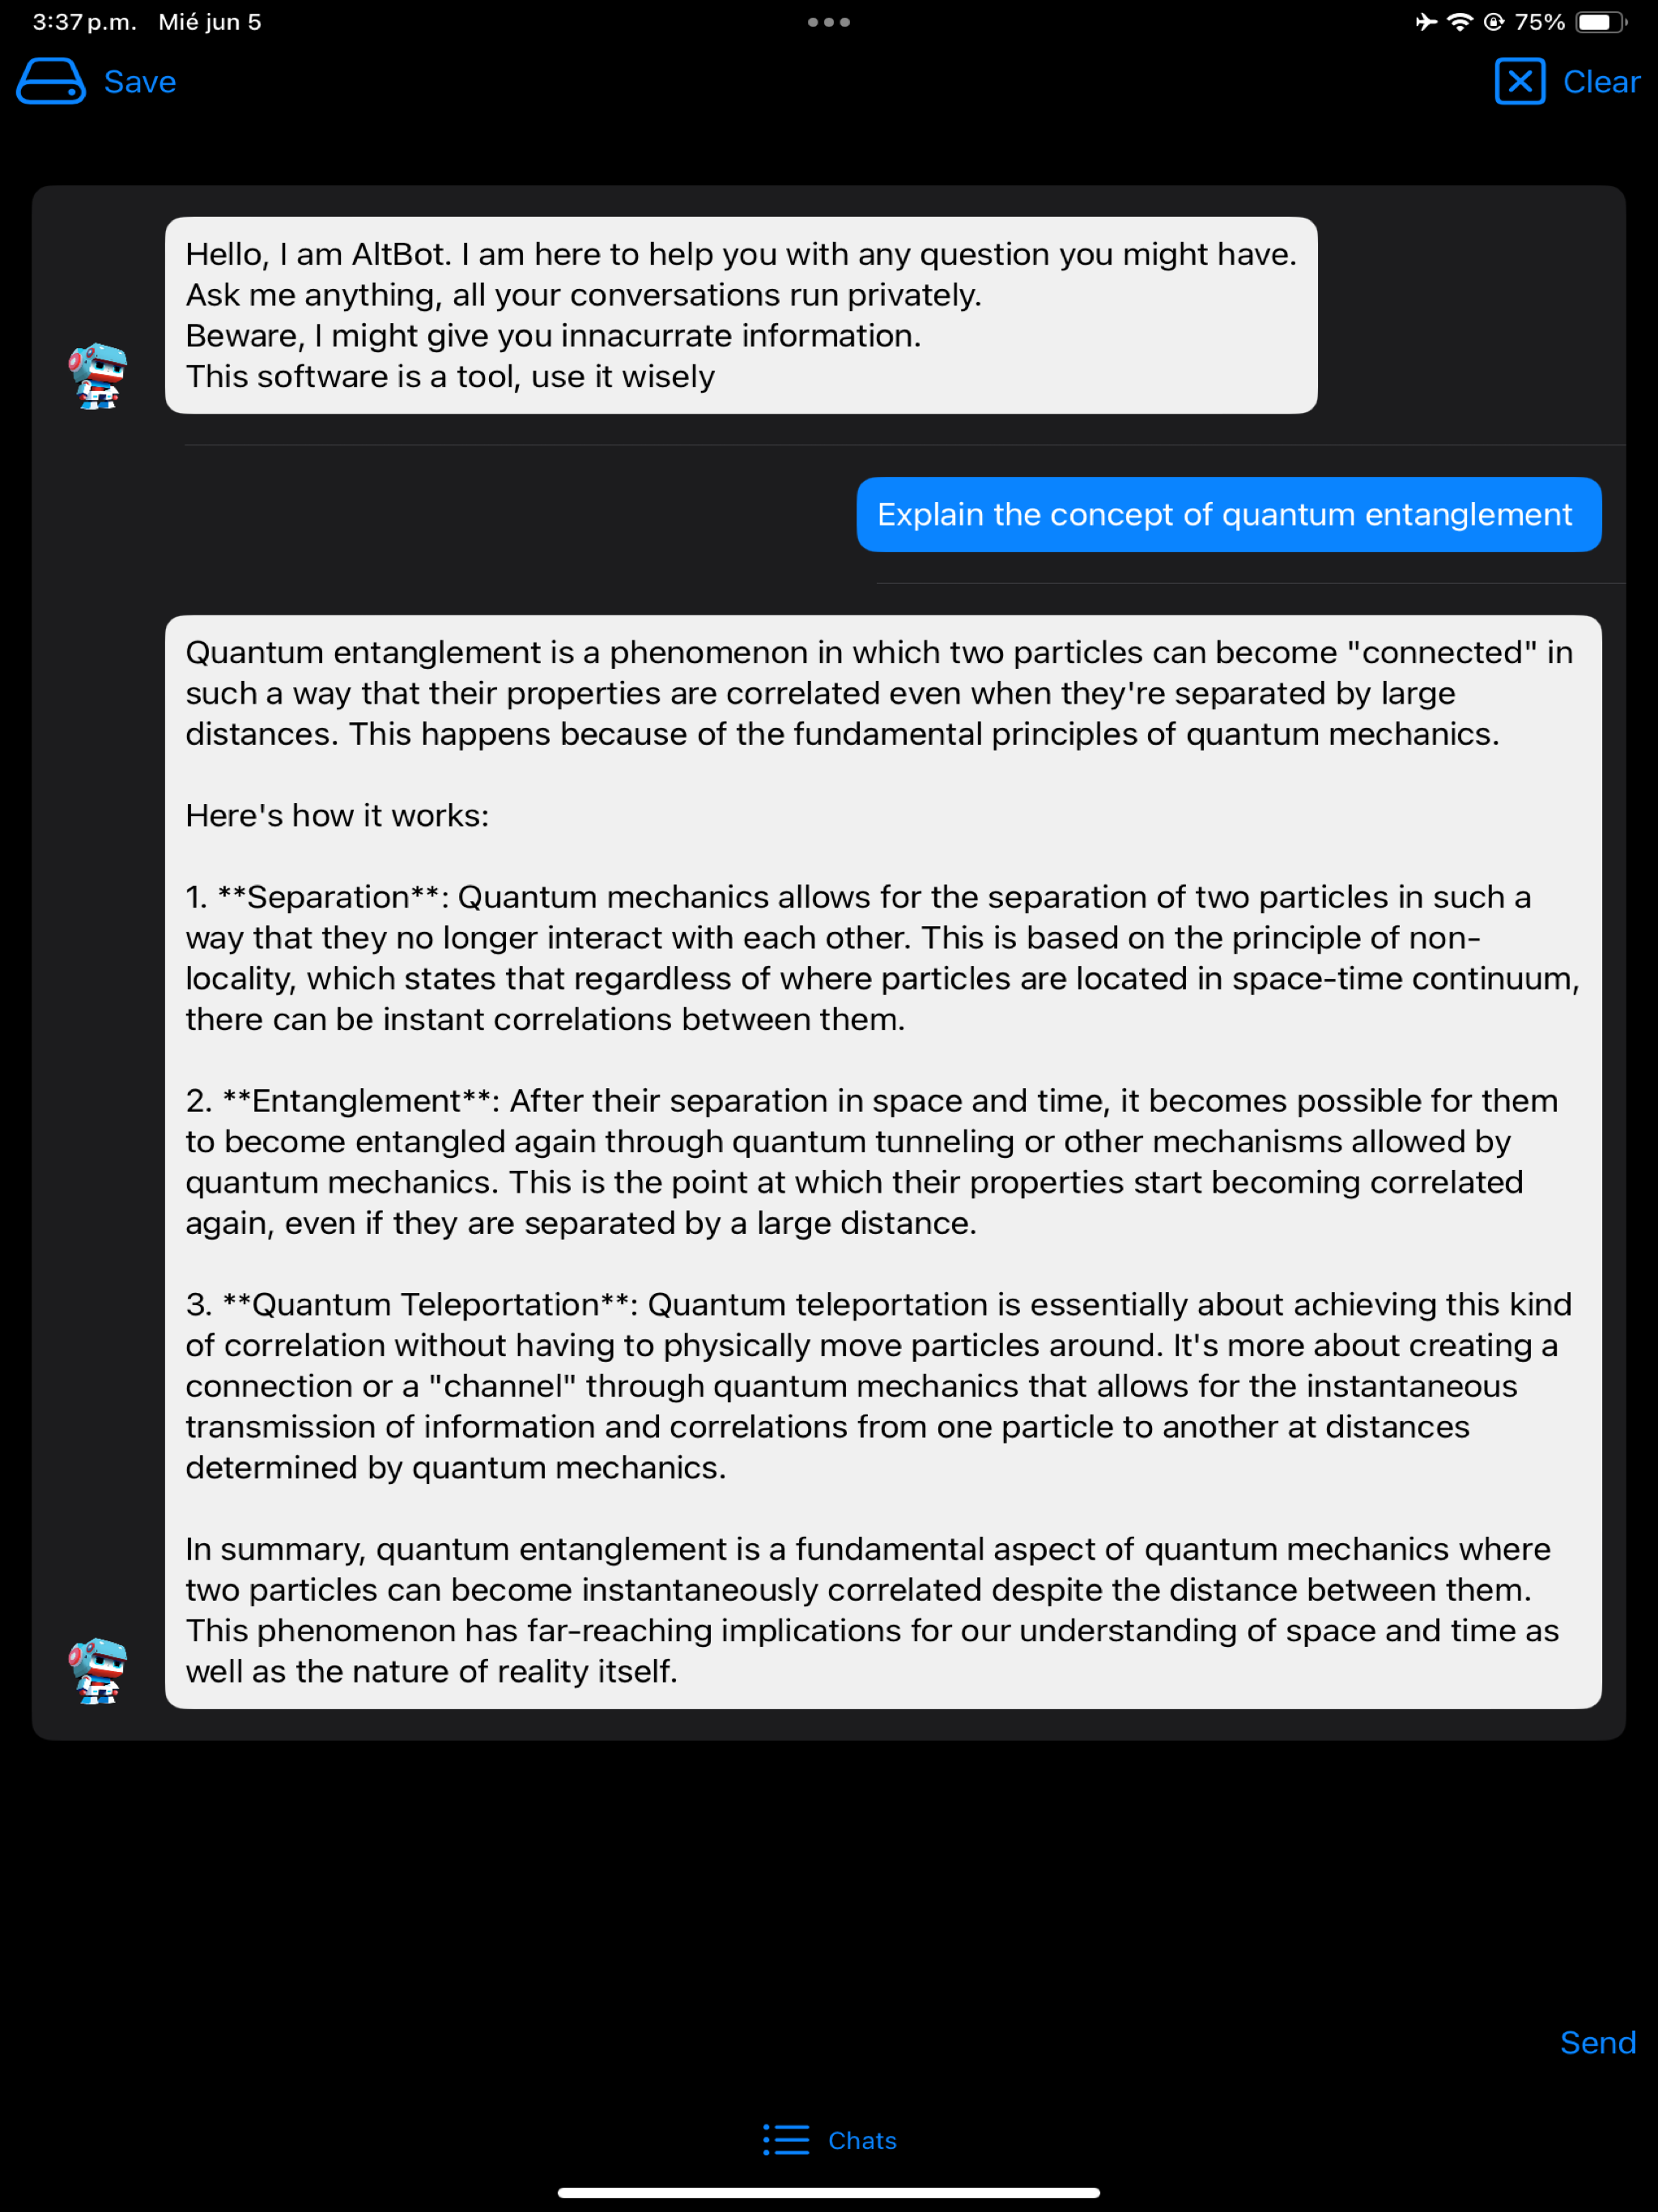 3:37 p.m. Mié jun 5
75%
Save
Clear
Hello, I am AltBot. I am here to help you with any question you might have.
Ask me anything, all your conversations run privately.
Beware, I might give you innacurrate information.
This software is a tool, use it wisely
Explain the concept of quantum entanglement
Quantum entanglement is a phenomenon in which two particles can become "connected" in
such a way that their properties are correlated even when they're separated by large
distances. This happens because of the fundamental principles of quantum mechanics.
Here's how it works:
1. **Separation**: Quantum mechanics allows for the separation of two particles in such a
way that they no longer interact with each other. This is based on the principle of non-
locality, which states that regardless of where particles are located in space-time continuum,
there can be instant correlations between them.
2. **Entanglement**: After their separation in space and time, it becomes possible for them
to become entangled again through quantum tunneling or other mechanisms allowed by
quantum mechanics. This is the point at which their properties start becoming correlated
again, even if they are separated by a large distance.
3. **Quantum Teleportation**: Quantum teleportation is essentially about achieving this kind
of correlation without having to physically move particles around. It's more about creating a
connection or a "channel" through quantum mechanics that allows for the instantaneous
transmission of information and correlations from one particle to another at distances
determined by quantum mechanics.
In summary, quantum entanglement is a fundamental aspect of quantum mechanics where
two particles can become instantaneously correlated despite the distance between them.
This phenomenon has far-reaching implications for our understanding of space and time as
well as the nature of reality itself.
Send
Chats